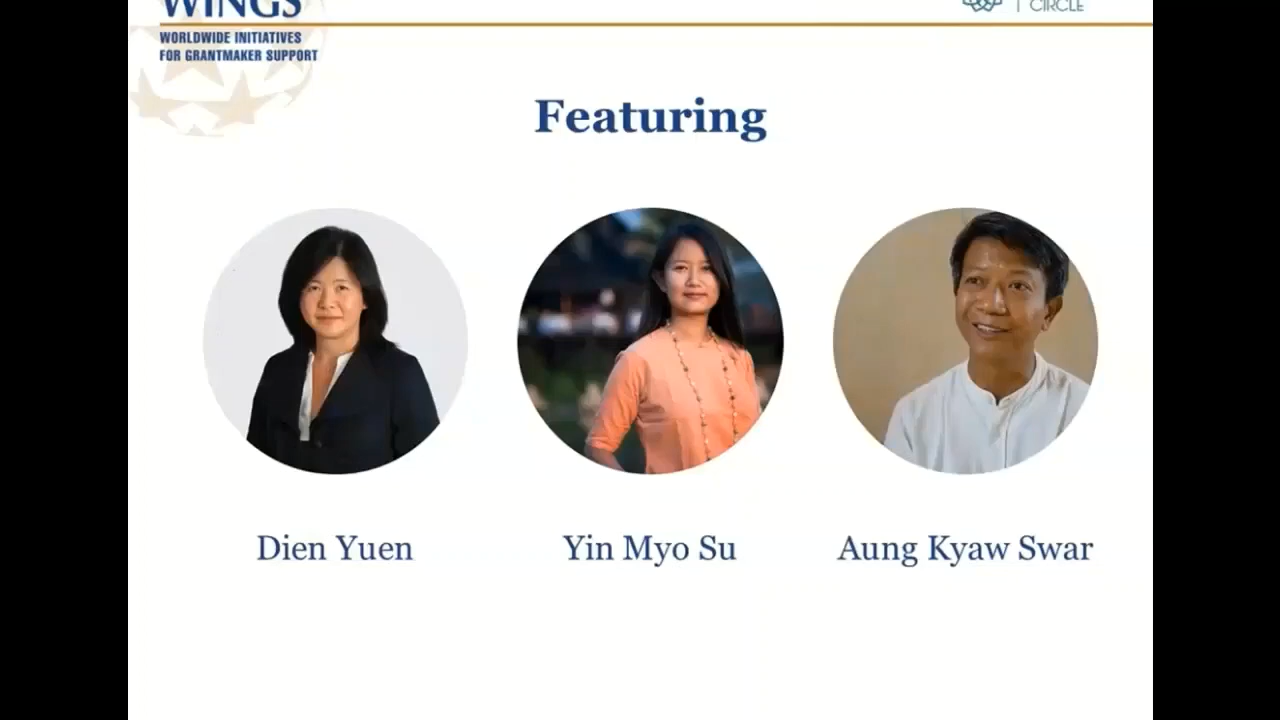 WINGS
CIRCLE
WORLDWIDE INITIATIVES
FOR GRANTMAKER SUPPORT
Featuring
Dien Yuen
Yin Myo Su
Aung Kyaw Swar